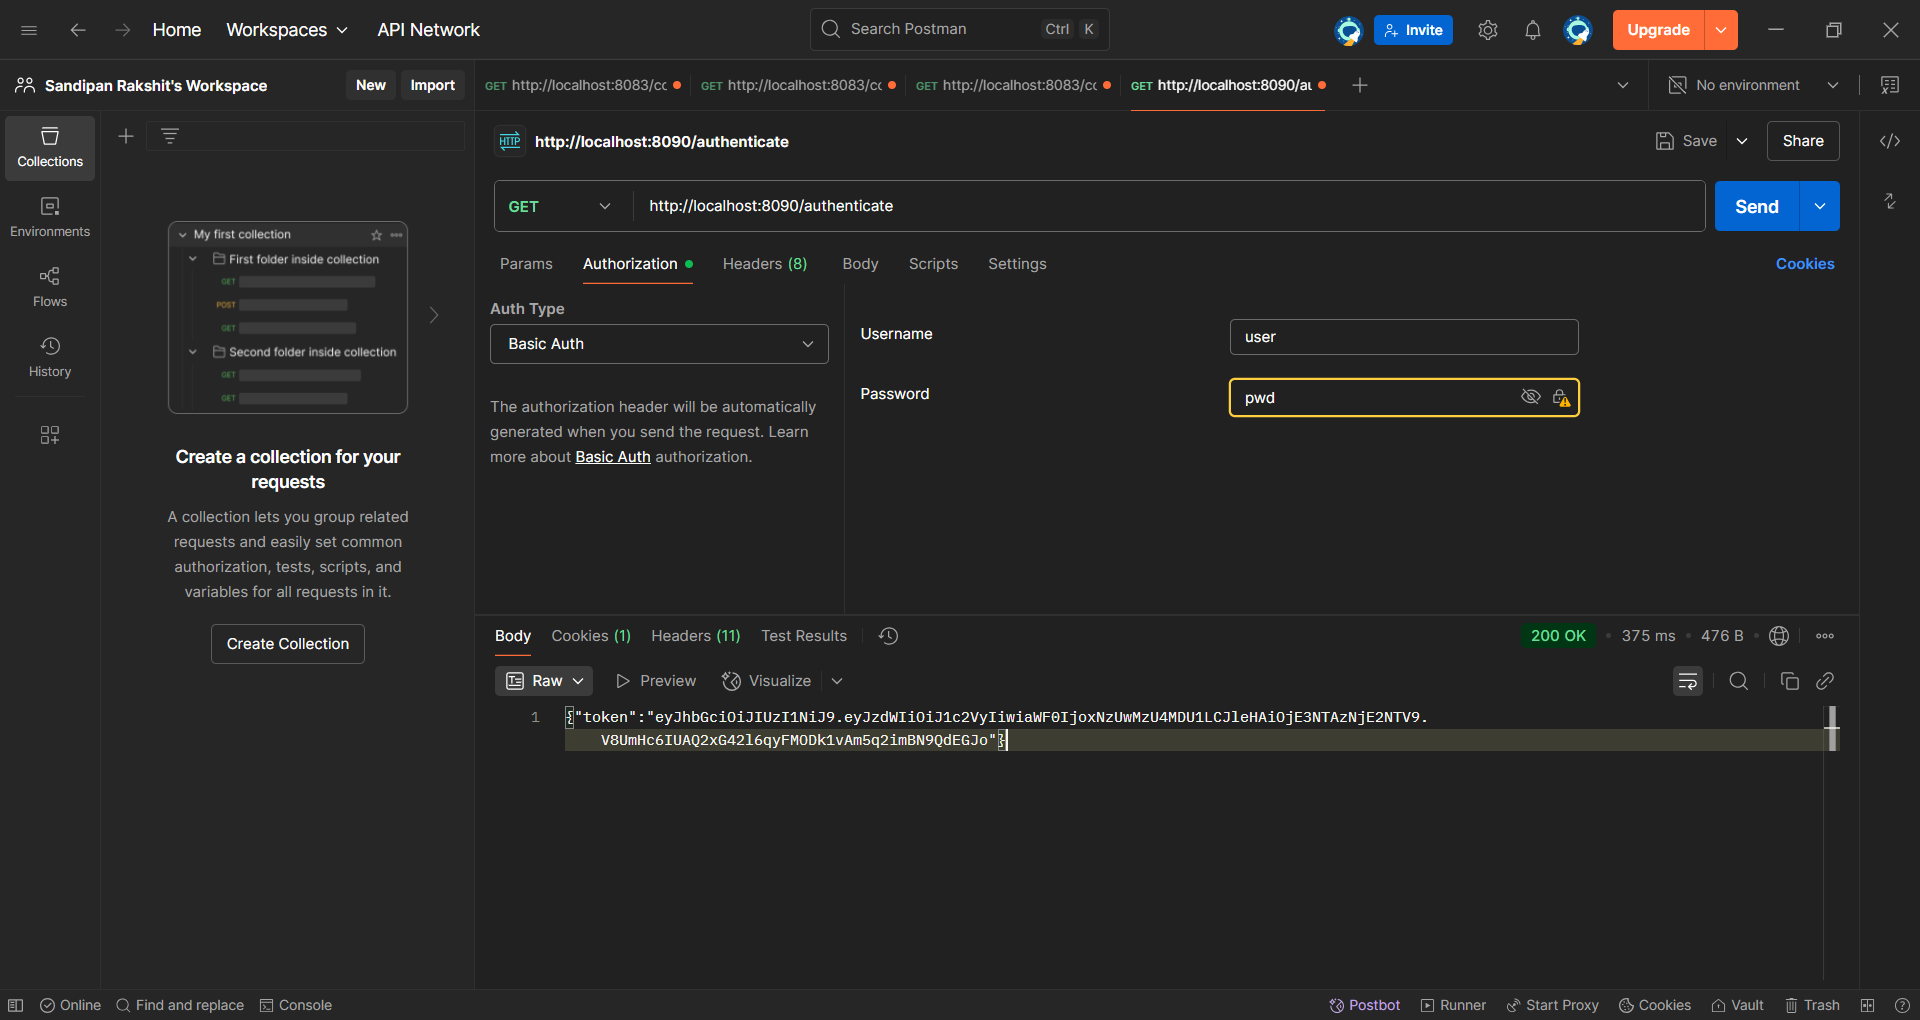 Home Workspaces API Network Search Postman Ctrl K Invite Upgrade
Sandipan Rakshit's Workspace New Import
GET http://localhost:8083/cc GET http://localhost:8083/cc GET http://localhost:8083/cc GET http://localhost:8090/au No environment
Collections
Environments
Flows
History
My first collection
First folder inside collection
GET
POST
GET
Second folder inside collection
GET
GET
Create a collection for your
requests
A collection lets you group related
requests and easily set common
authorization, tests, scripts, and
variables for all requests in it.
Create Collection
HTTP http://localhost:8090/authenticate Save Share
GET http://localhost:8090/authenticate Send
Params Authorization Headers (8) Body Scripts Settings Cookies
Auth Type
Basic Auth
The authorization header will be automatically
generated when you send the request. Learn
more about Basic Auth authorization.
Username user
Password pwd
Body Cookies (1) Headers (11) Test Results 200 OK 375 ms 476 B
Raw Preview Visualize
1 {"token":"eyJhbGciOiJIUzI1NiJ9.eyJzdWIiOiJ1c2VyIiwiaWF0IjoxNzUwMzU4MDU1LCJleHAiOjE3NTAzNjE2NTV9.
V8UmHc6IUAQ2xG42l6qyFMODk1vAm5q2imBN9QdEGJo"}
Online Find and replace Console Postbot Runner Start Proxy Cookies Vault Trash